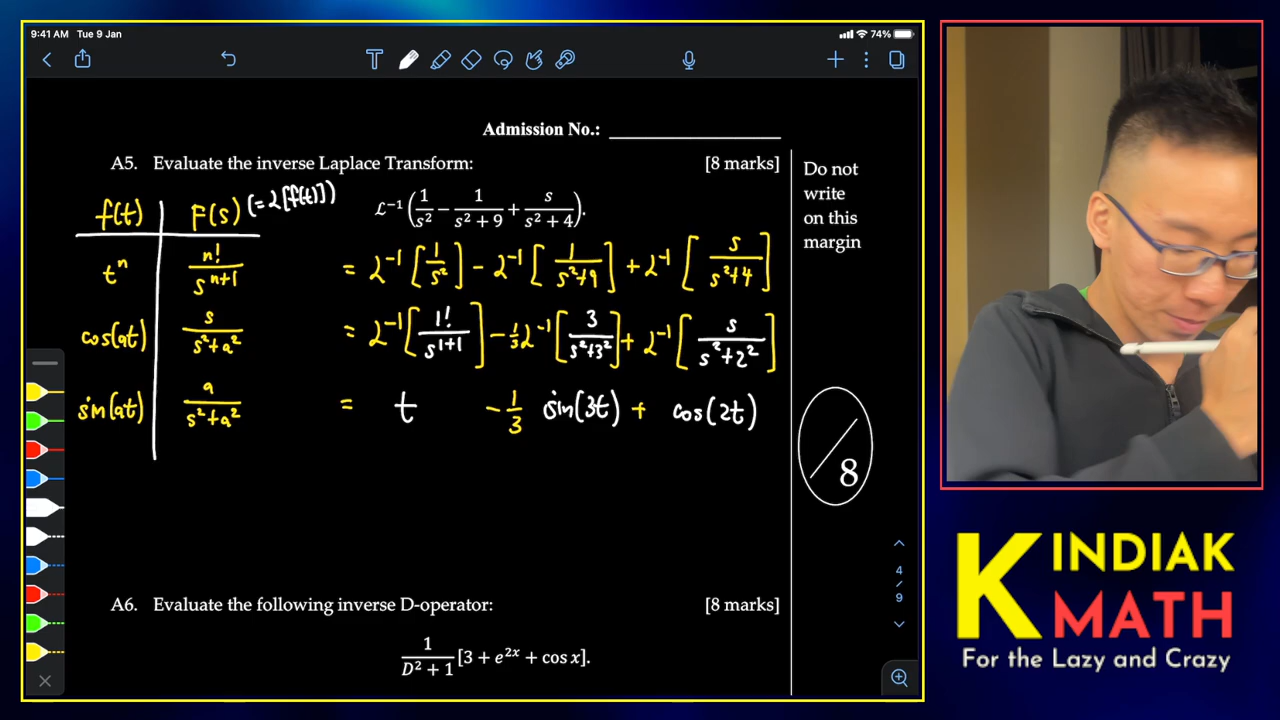 9:41 AM Tue 9 Jan
74%
Admission No.: ____________________
A5. Evaluate the inverse Laplace Transform: [8 marks]
ℒ⁻¹ (1/s² − 1/(s² + 9) + s/(s² + 4)).
f(t) F(s) (=ℒ[f(t)])
tⁿ n!/sⁿ⁺¹
cos(at) s/(s²+a²)
sin(at) a/(s²+a²)
= ℒ⁻¹[1/s²] − ℒ⁻¹[1/(s²+9)] + ℒ⁻¹[s/(s²+4)]
= ℒ⁻¹[1!/s¹⁺¹] − 1/3 ℒ⁻¹[3/(s²+3²)] + ℒ⁻¹[s/(s²+2²)]
= t − 1/3 sin(3t) + cos(2t)
Do not
write
on this
margin
/8
A6. Evaluate the following inverse D-operator: [8 marks]
1/(D² + 1) [3 + e²ˣ + cos x].
4
/
9
KINDIAK
MATH
For the Lazy and Crazy